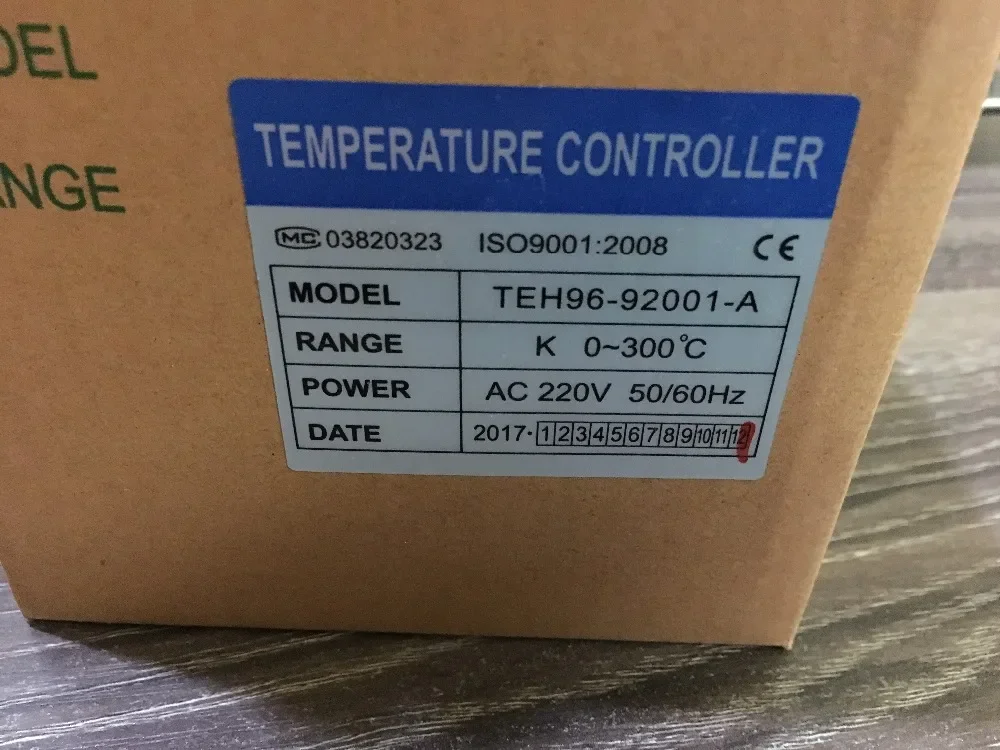 DEL
ANGE
TEMPERATURE CONTROLLER
MC 03820323 ISO9001:2008 CE
MODEL TEH96-92001-A
RANGE K 0~300℃
POWER AC 220V 50/60Hz
DATE 2017· 1 2 3 4 5 6 7 8 9 10 11 12